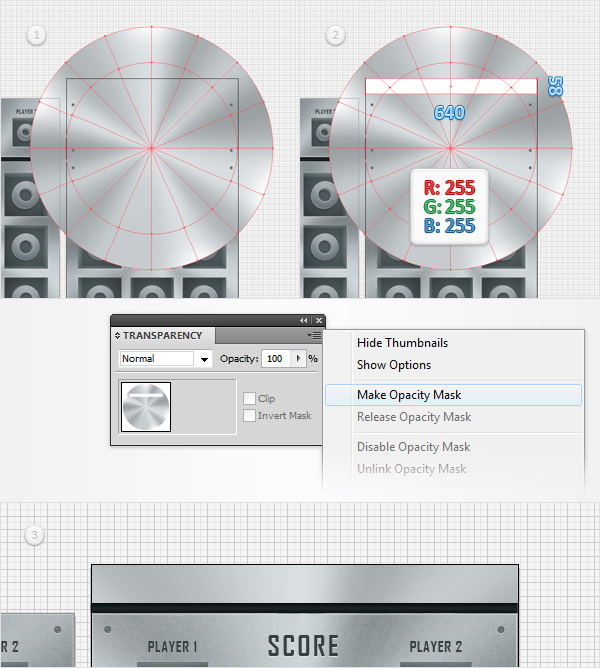 1
2
PLAYER
58
640
R: 255
G: 255
B: 255
TRANSPARENCY
Normal
Opacity: 100 %
Clip
Invert Mask
Hide Thumbnails
Show Options
Make Opacity Mask
Release Opacity Mask
Disable Opacity Mask
Unlink Opacity Mask
3
R 2
PLAYER 1
SCORE
PLAYER 2